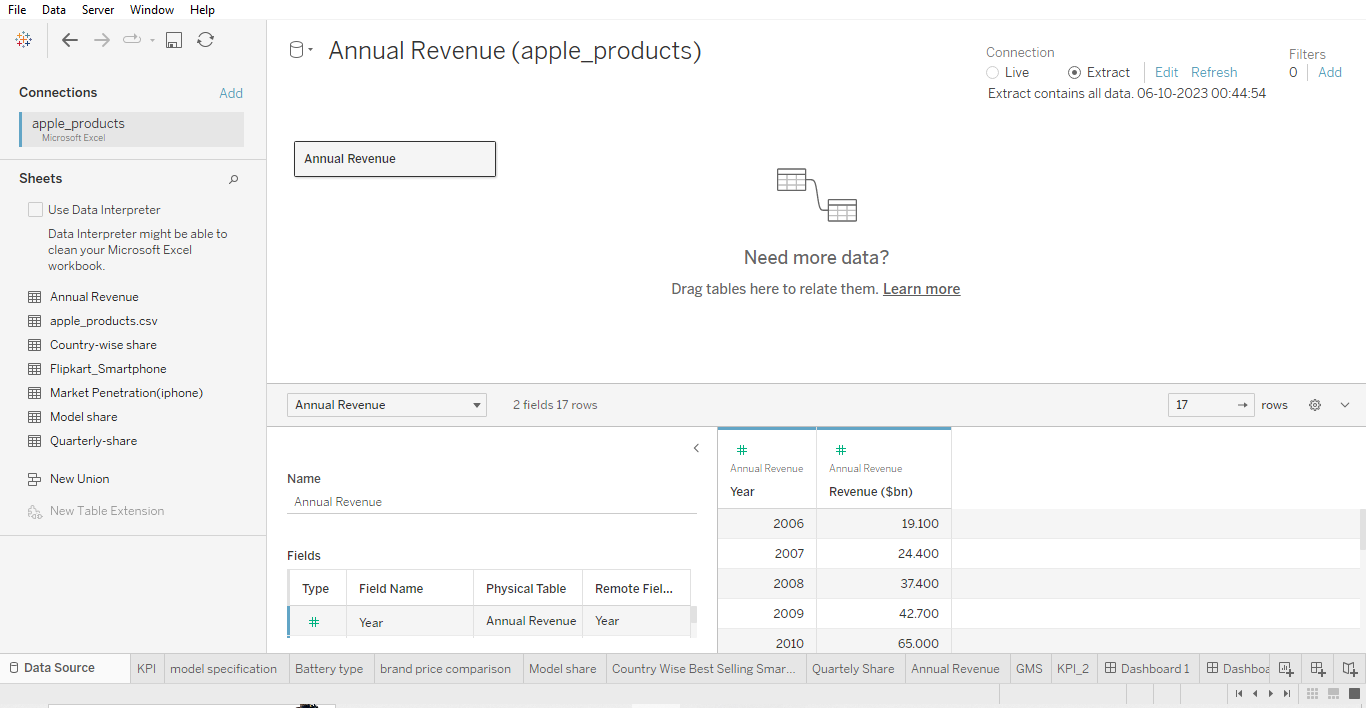 File Data Server Window Help
Annual Revenue (apple_products)
Connection
Live Extract Edit Refresh
Extract contains all data. 06-10-2023 00:44:54
Filters
0 Add
Connections Add
apple_products
Microsoft Excel
Sheets
Use Data Interpreter
Data Interpreter might be able to
clean your Microsoft Excel
workbook.
Annual Revenue
apple_products.csv
Country-wise share
Flipkart_Smartphone
Market Penetration(iphone)
Model share
Quarterly-share
New Union
New Table Extension
Annual Revenue
Need more data?
Drag tables here to relate them. Learn more
Annual Revenue 2 fields 17 rows 17 rows
Name
Annual Revenue
Fields
Type Field Name Physical Table Remote Fiel...
Year Annual Revenue Year
Annual Revenue Annual Revenue
Year Revenue ($bn)
2006 19.100
2007 24.400
2008 37.400
2009 42.700
2010 65.000
Data Source KPI model specification Battery type brand price comparison Model share Country Wise Best Selling Smar... Quartely Share Annual Revenue GMS KPI_2 Dashboard 1 Dashboa